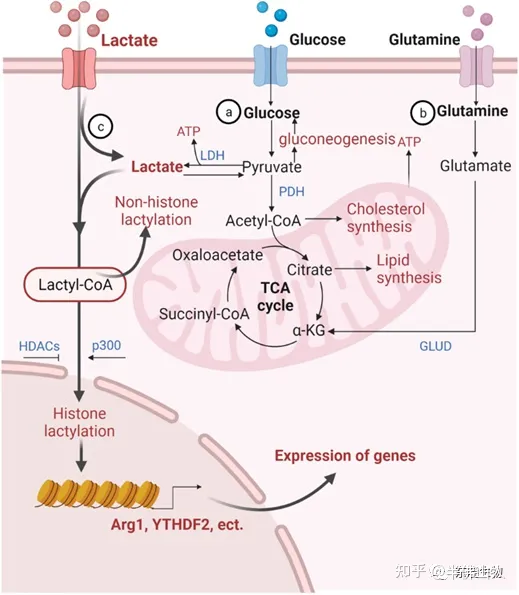 Lactate
Glucose
Glutamine
c
a
Glucose
b
Glutamine
ATP
gluconeogenesis
ATP
LDH
Lactate
Pyruvate
Glutamate
PDH
Non-histone
lactylation
Acetyl-CoA
Cholesterol
synthesis
Oxaloacetate
Citrate
Lipid
synthesis
Lactyl-CoA
TCA
cycle
Succinyl-CoA
α-KG
GLUD
HDACs
p300
Histone
lactylation
Expression of genes
Arg1, YTHDF2, ect.
知乎
生物